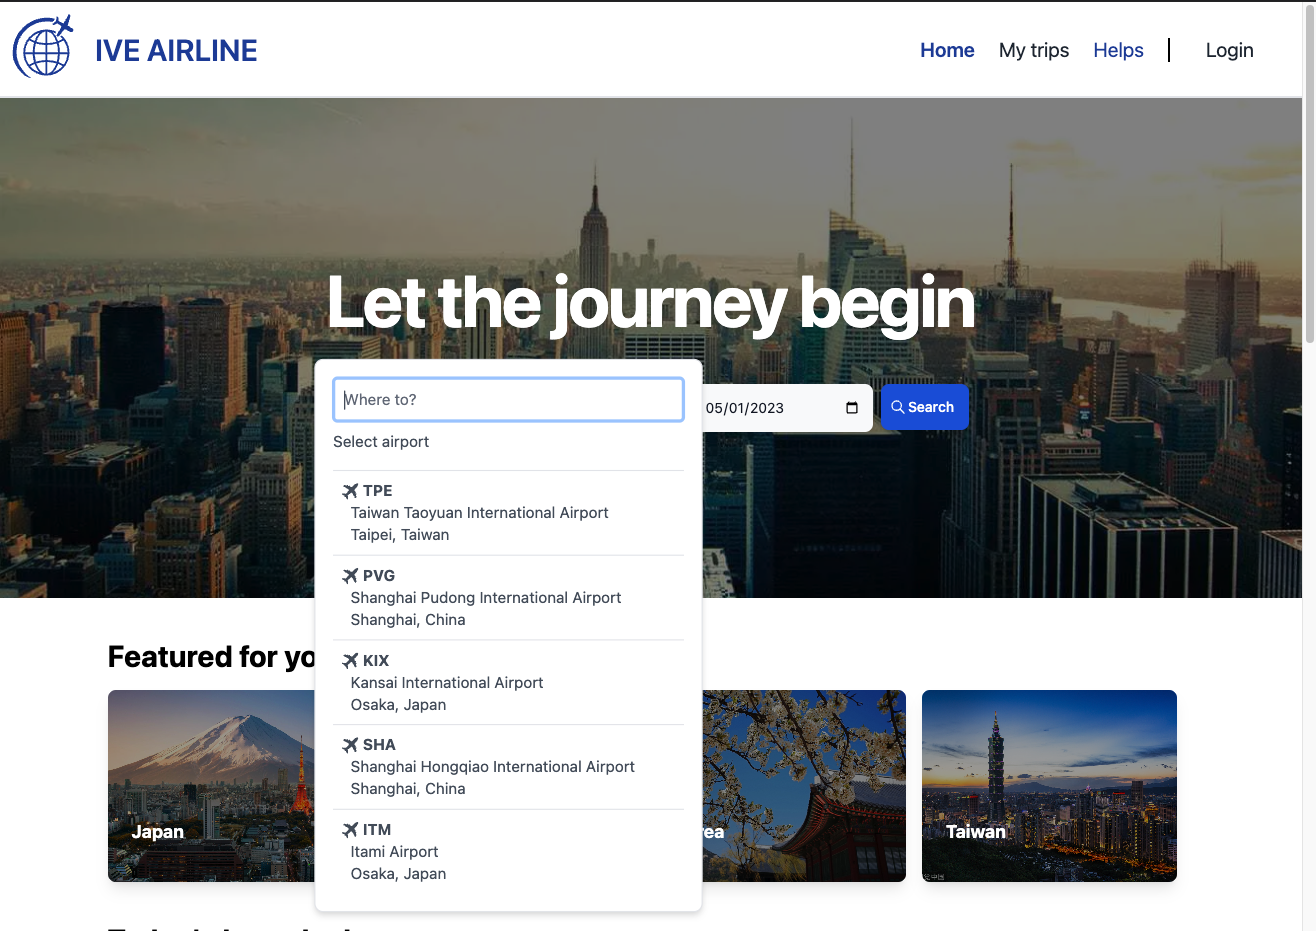 IVE AIRLINE
Home
My trips
Helps
Login
Let the journey begin
Where to?
05/01/2023
Search
Select airport
TPE
Taiwan Taoyuan International Airport
Taipei, Taiwan
PVG
Shanghai Pudong International Airport
Shanghai, China
KIX
Kansai International Airport
Osaka, Japan
SHA
Shanghai Hongqiao International Airport
Shanghai, China
ITM
Itami Airport
Osaka, Japan
Featured for yo
Japan
rea
Taiwan